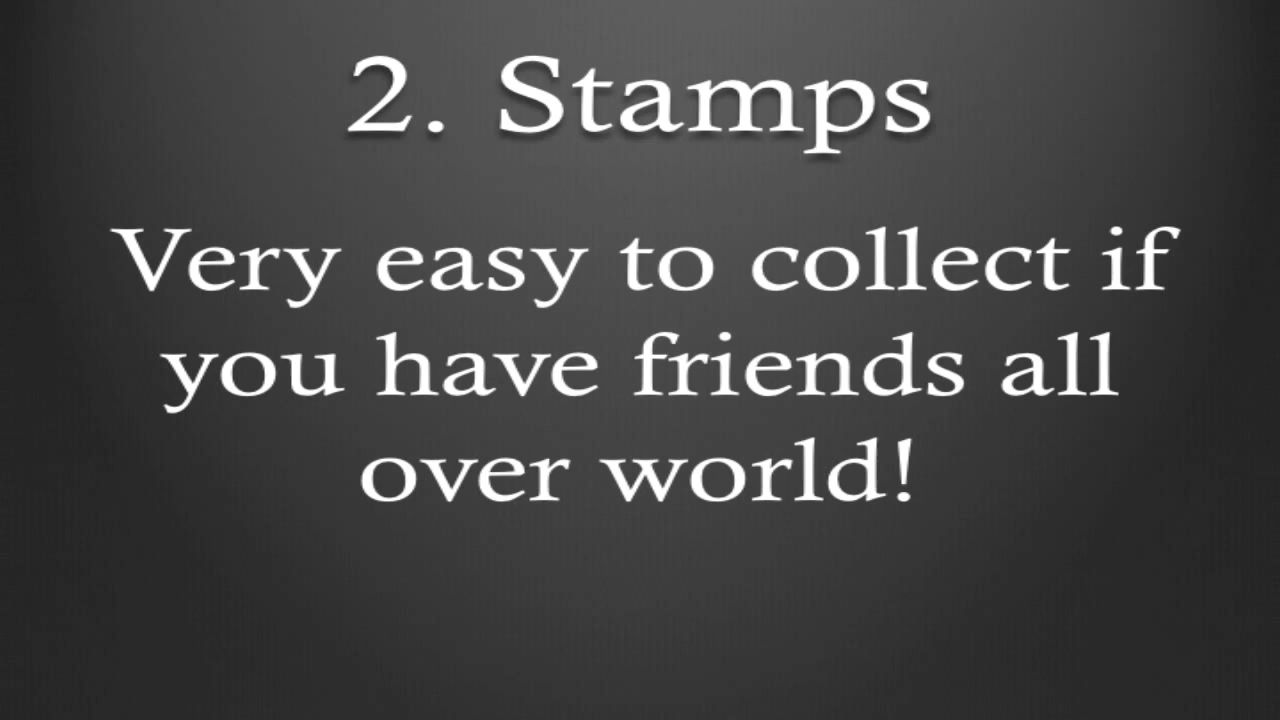 2. Stamps
Very easy to collect if
you have friends all
over world!